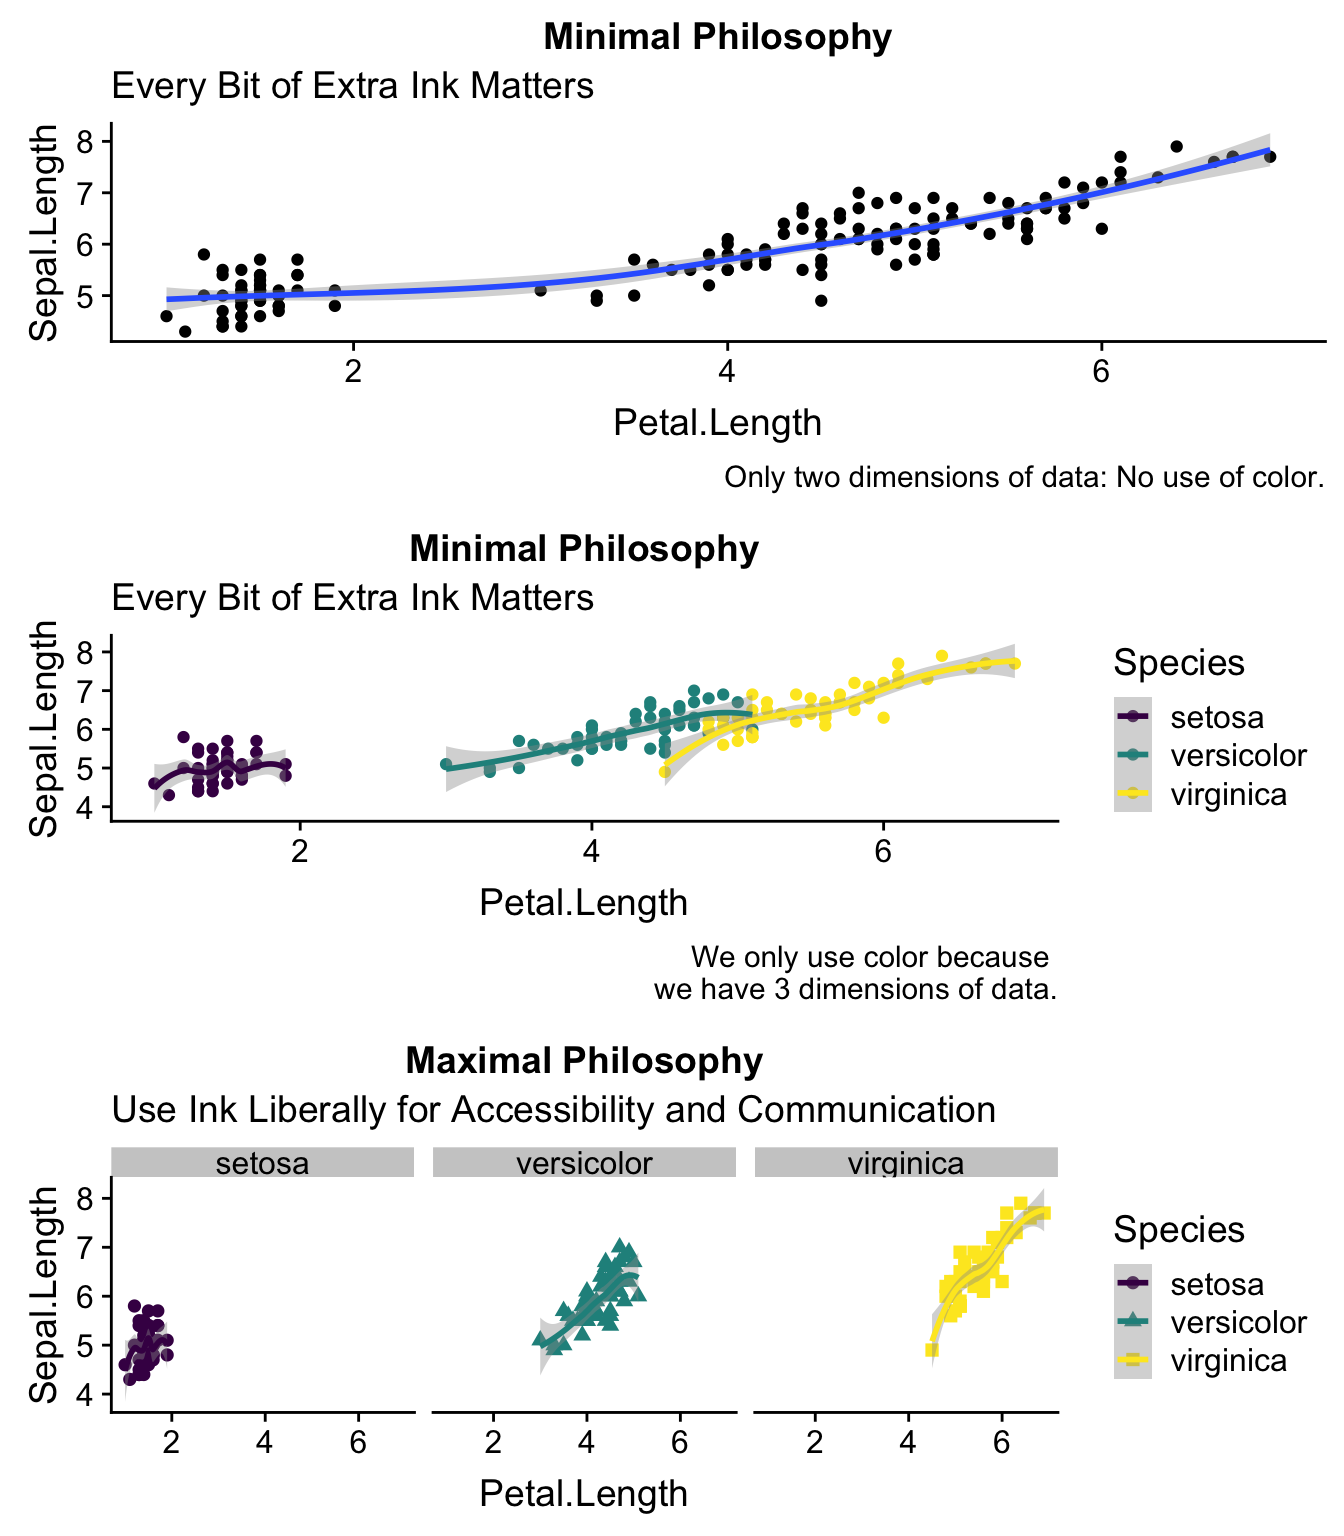 Minimal Philosophy
Every Bit of Extra Ink Matters
Sepal.Length
8
7
6
5
2 4 6
Petal.Length
Only two dimensions of data: No use of color.
Minimal Philosophy
Every Bit of Extra Ink Matters
Sepal.Length
8
7
6
5
4
2 4 6
Petal.Length
Species
setosa
versicolor
virginica
We only use color because
we have 3 dimensions of data.
Maximal Philosophy
Use Ink Liberally for Accessibility and Communication
setosa versicolor virginica
Sepal.Length
8
7
6
5
4
2 4 6 2 4 6 2 4 6
Petal.Length
Species
setosa
versicolor
virginica